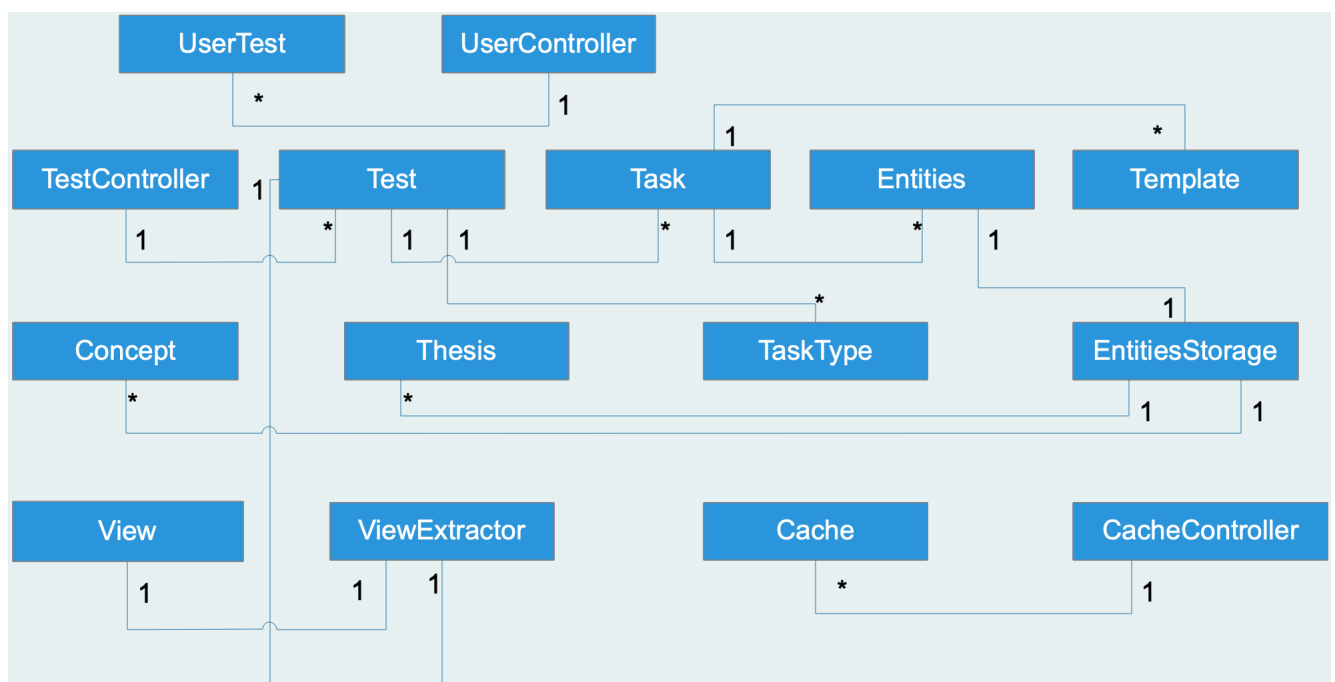 UserTest UserController
* 1
1 *
TestController 1 Test Task Entities Template
1 * 1 1 * 1 * 1
* 1
Concept Thesis TaskType EntitiesStorage
* * 1 1
View ViewExtractor Cache CacheController
1 1 1 * 1